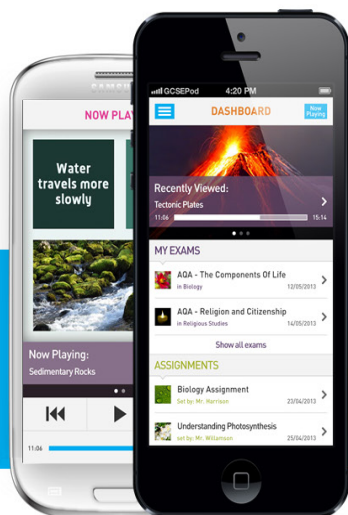 SAMSUNG
NOW PLAY
Water
travels more
slowly
Now Playing:
Sedimentary Rocks
11:06
GCSEPod
4:20 PM
DASHBOARD
Now
Playing
Recently Viewed:
Tectonic Plates
11:06
15:14
MY EXAMS
AQA - The Components Of Life
in Biology
12/05/2013
AQA - Religion and Citizenship
in Religious Studies
14/05/2013
Show all exams
ASSIGNMENTS
Biology Assignment
Set by: Mr. Harrison
23/04/2013
Understanding Photosynthesis
set by: Mr. Willamson
25/04/2013